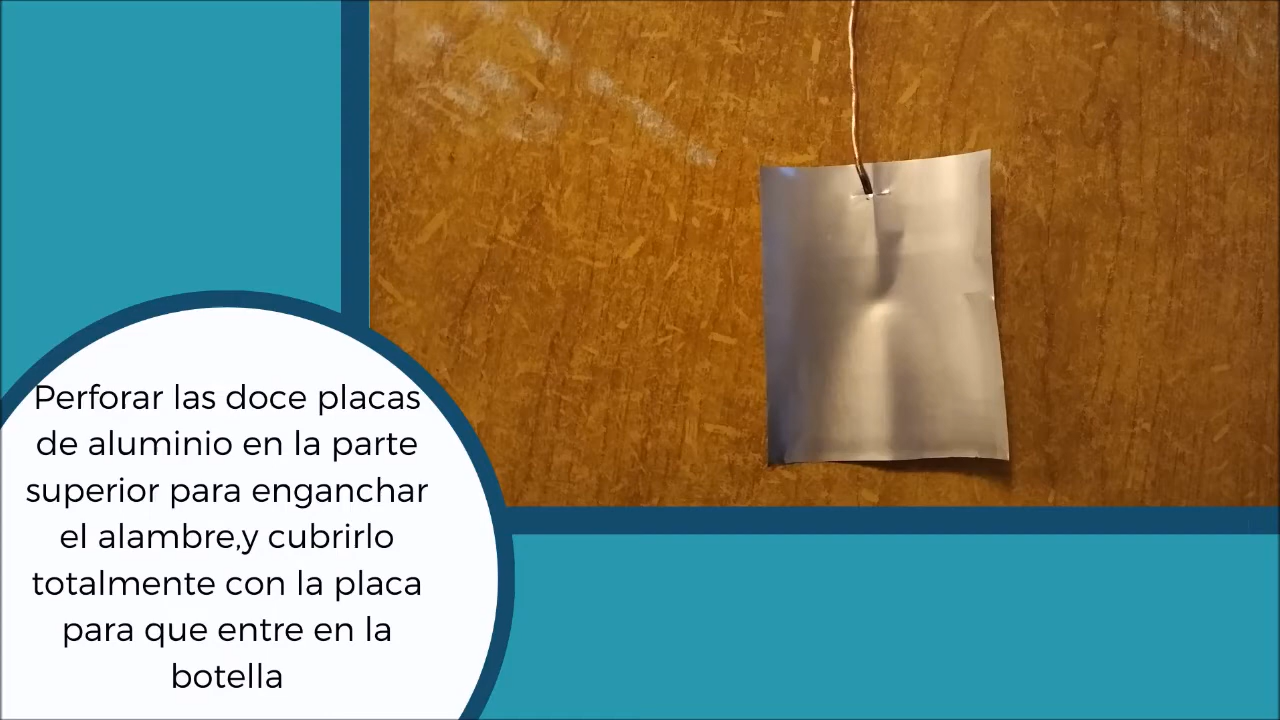 Perforar las doce placas
de aluminio en la parte
superior para enganchar
el alambre,y cubrirlo
totalmente con la placa
para que entre en la
botella